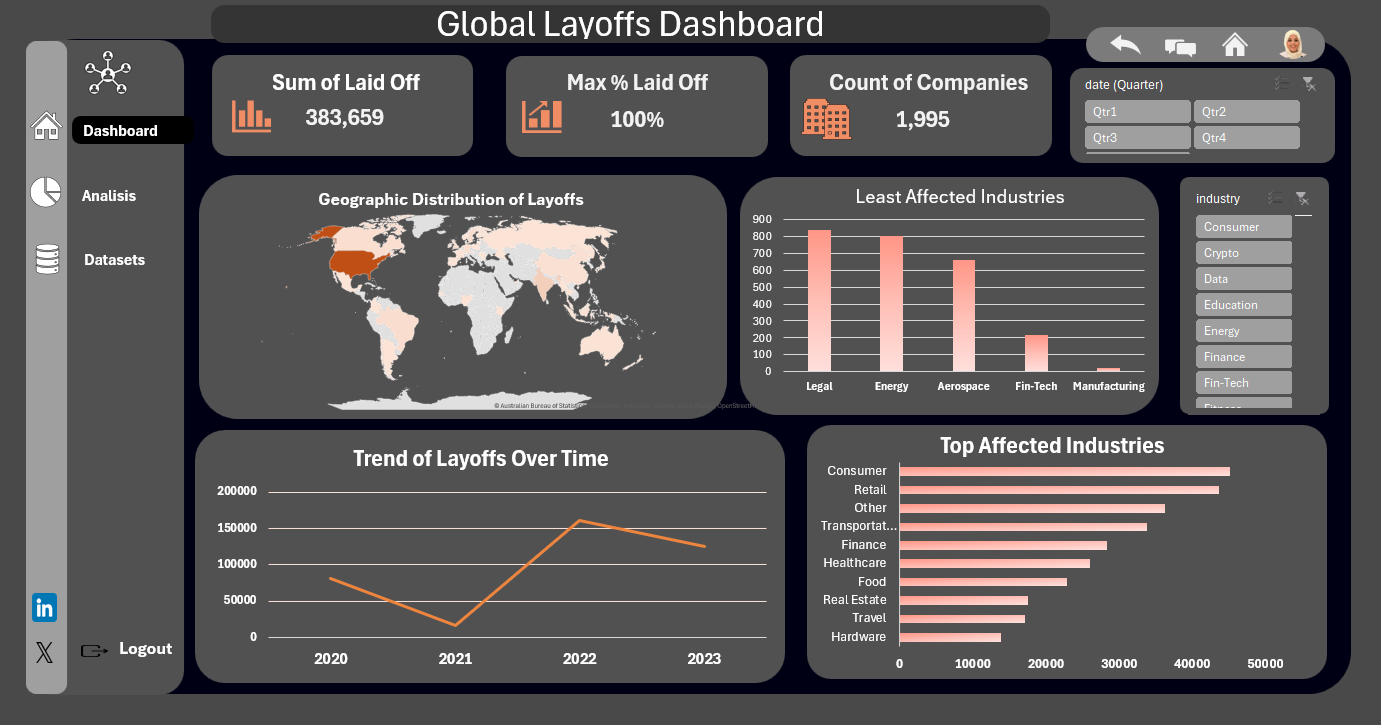 Global Layoffs Dashboard
Sum of Laid Off
383,659
Max % Laid Off
100%
Count of Companies
1,995
date (Quarter)
Qtr1 Qtr2
Qtr3 Qtr4
Dashboard
Analisis
Datasets
in
Logout
Geographic Distribution of Layoffs
© Australian Bureau of Statistics
OpenStreetMap
Least Affected Industries
900
800
700
600
500
400
300
200
100
0
Legal Energy Aerospace Fin-Tech Manufacturing
industry
Consumer
Crypto
Data
Education
Energy
Finance
Fin-Tech
Fitness
Trend of Layoffs Over Time
200000
150000
100000
50000
0
2020 2021 2022 2023
Top Affected Industries
Consumer
Retail
Other
Transportat...
Finance
Healthcare
Food
Real Estate
Travel
Hardware
0 10000 20000 30000 40000 50000